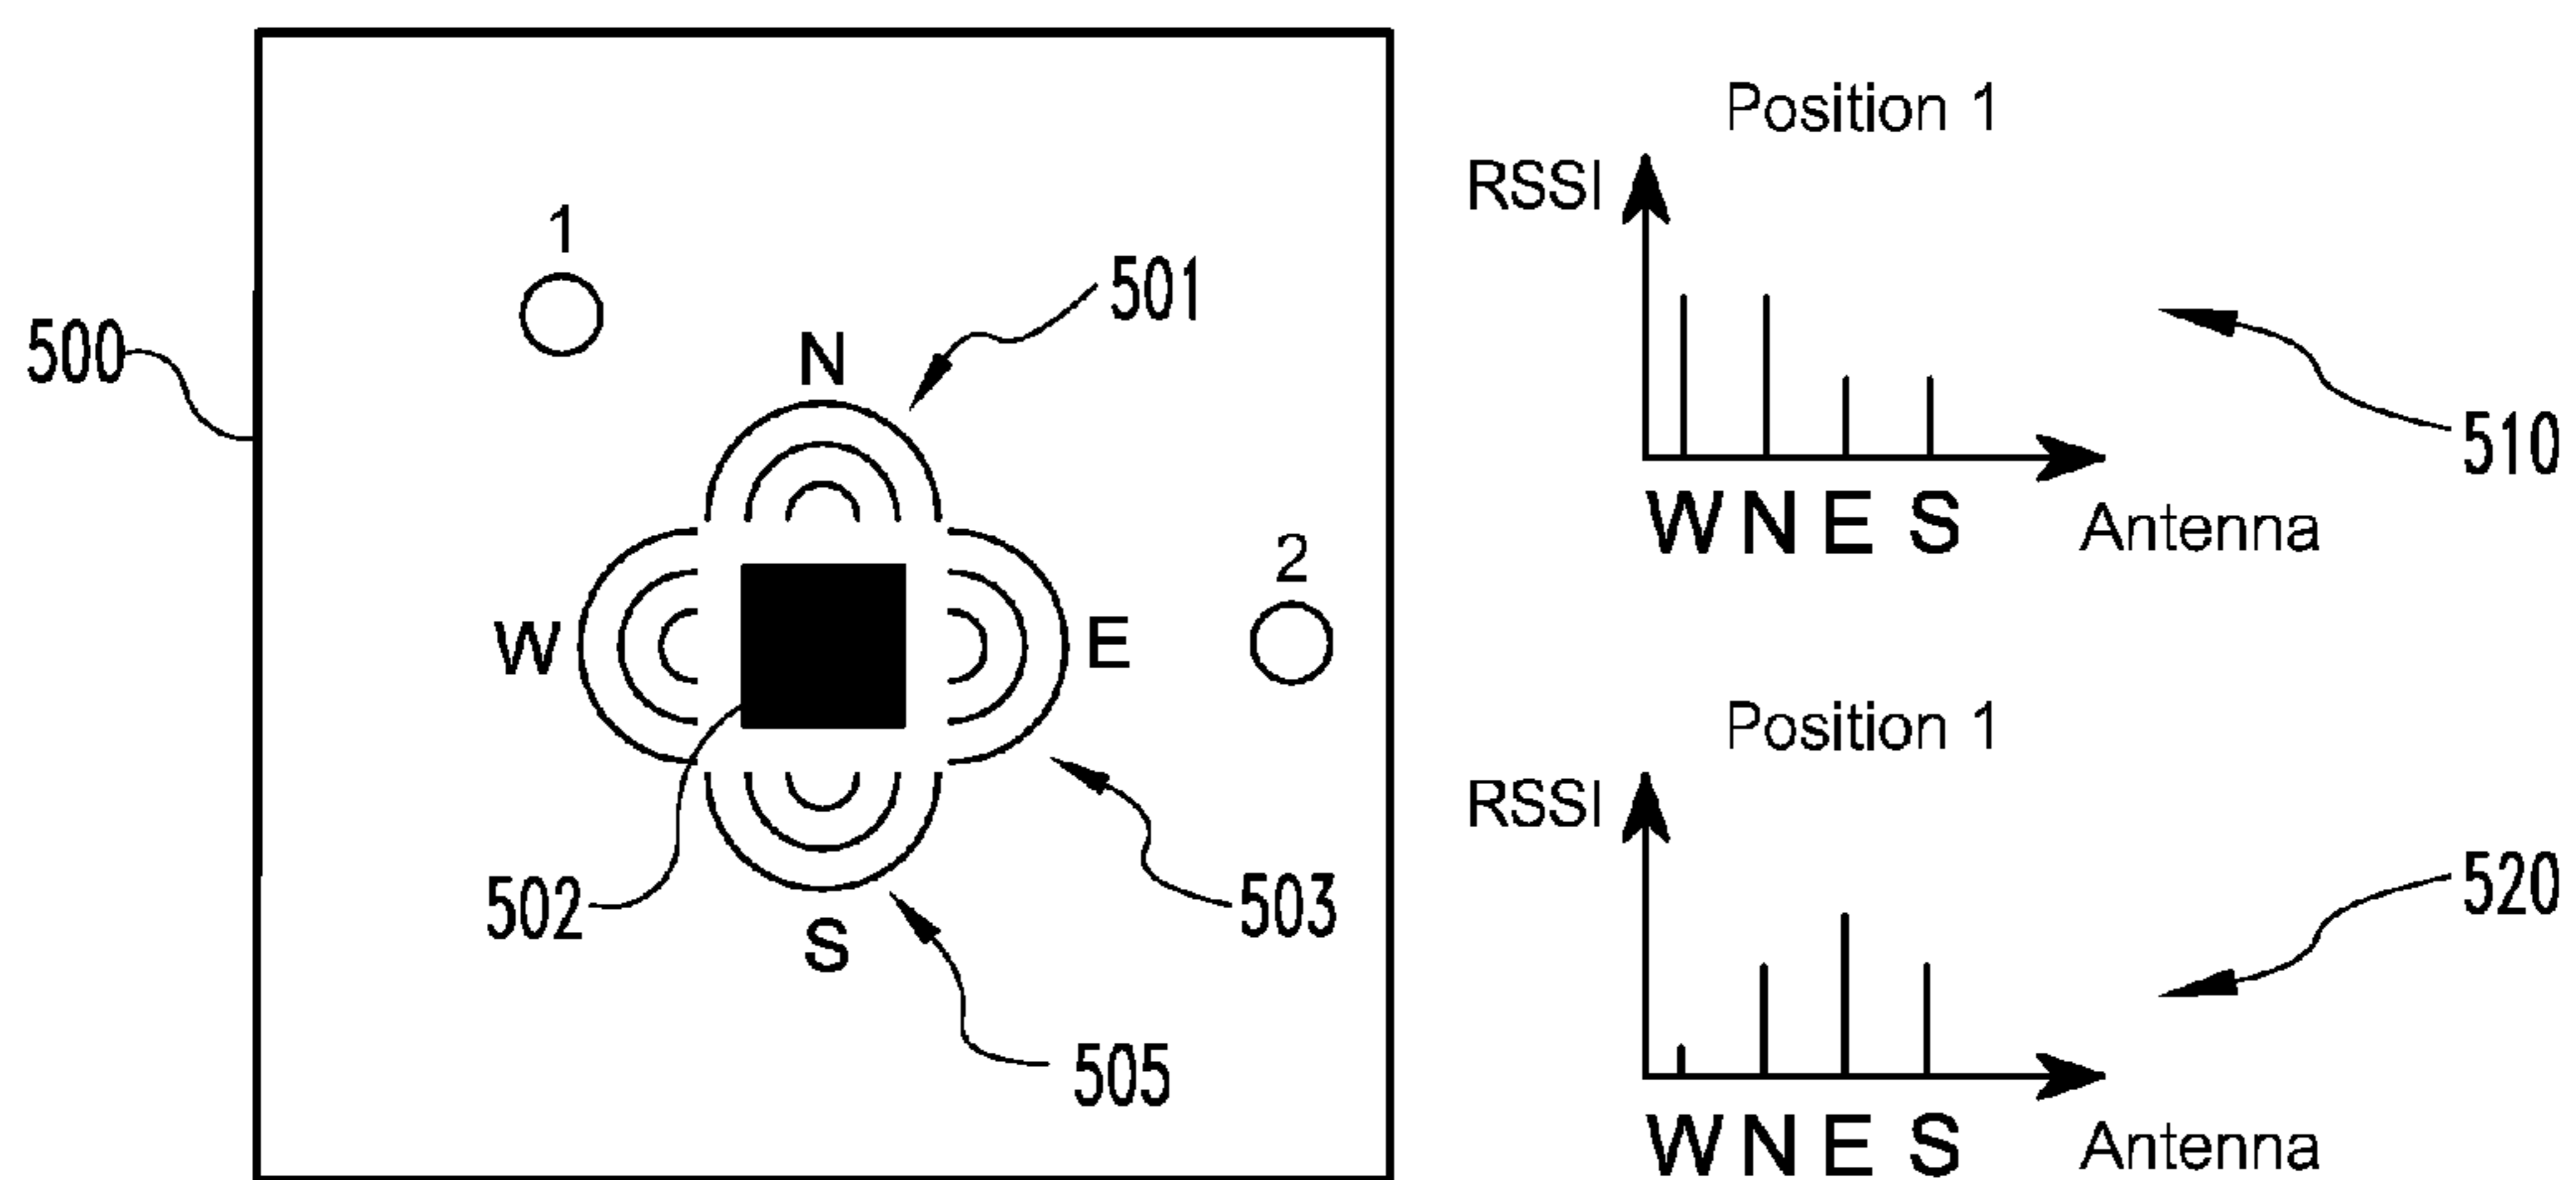 1
501
N
500
W
E
2
502
503
S
505
Position 1
RSSI
510
W N E S Antenna
Position 1
RSSI
520
W N E S Antenna